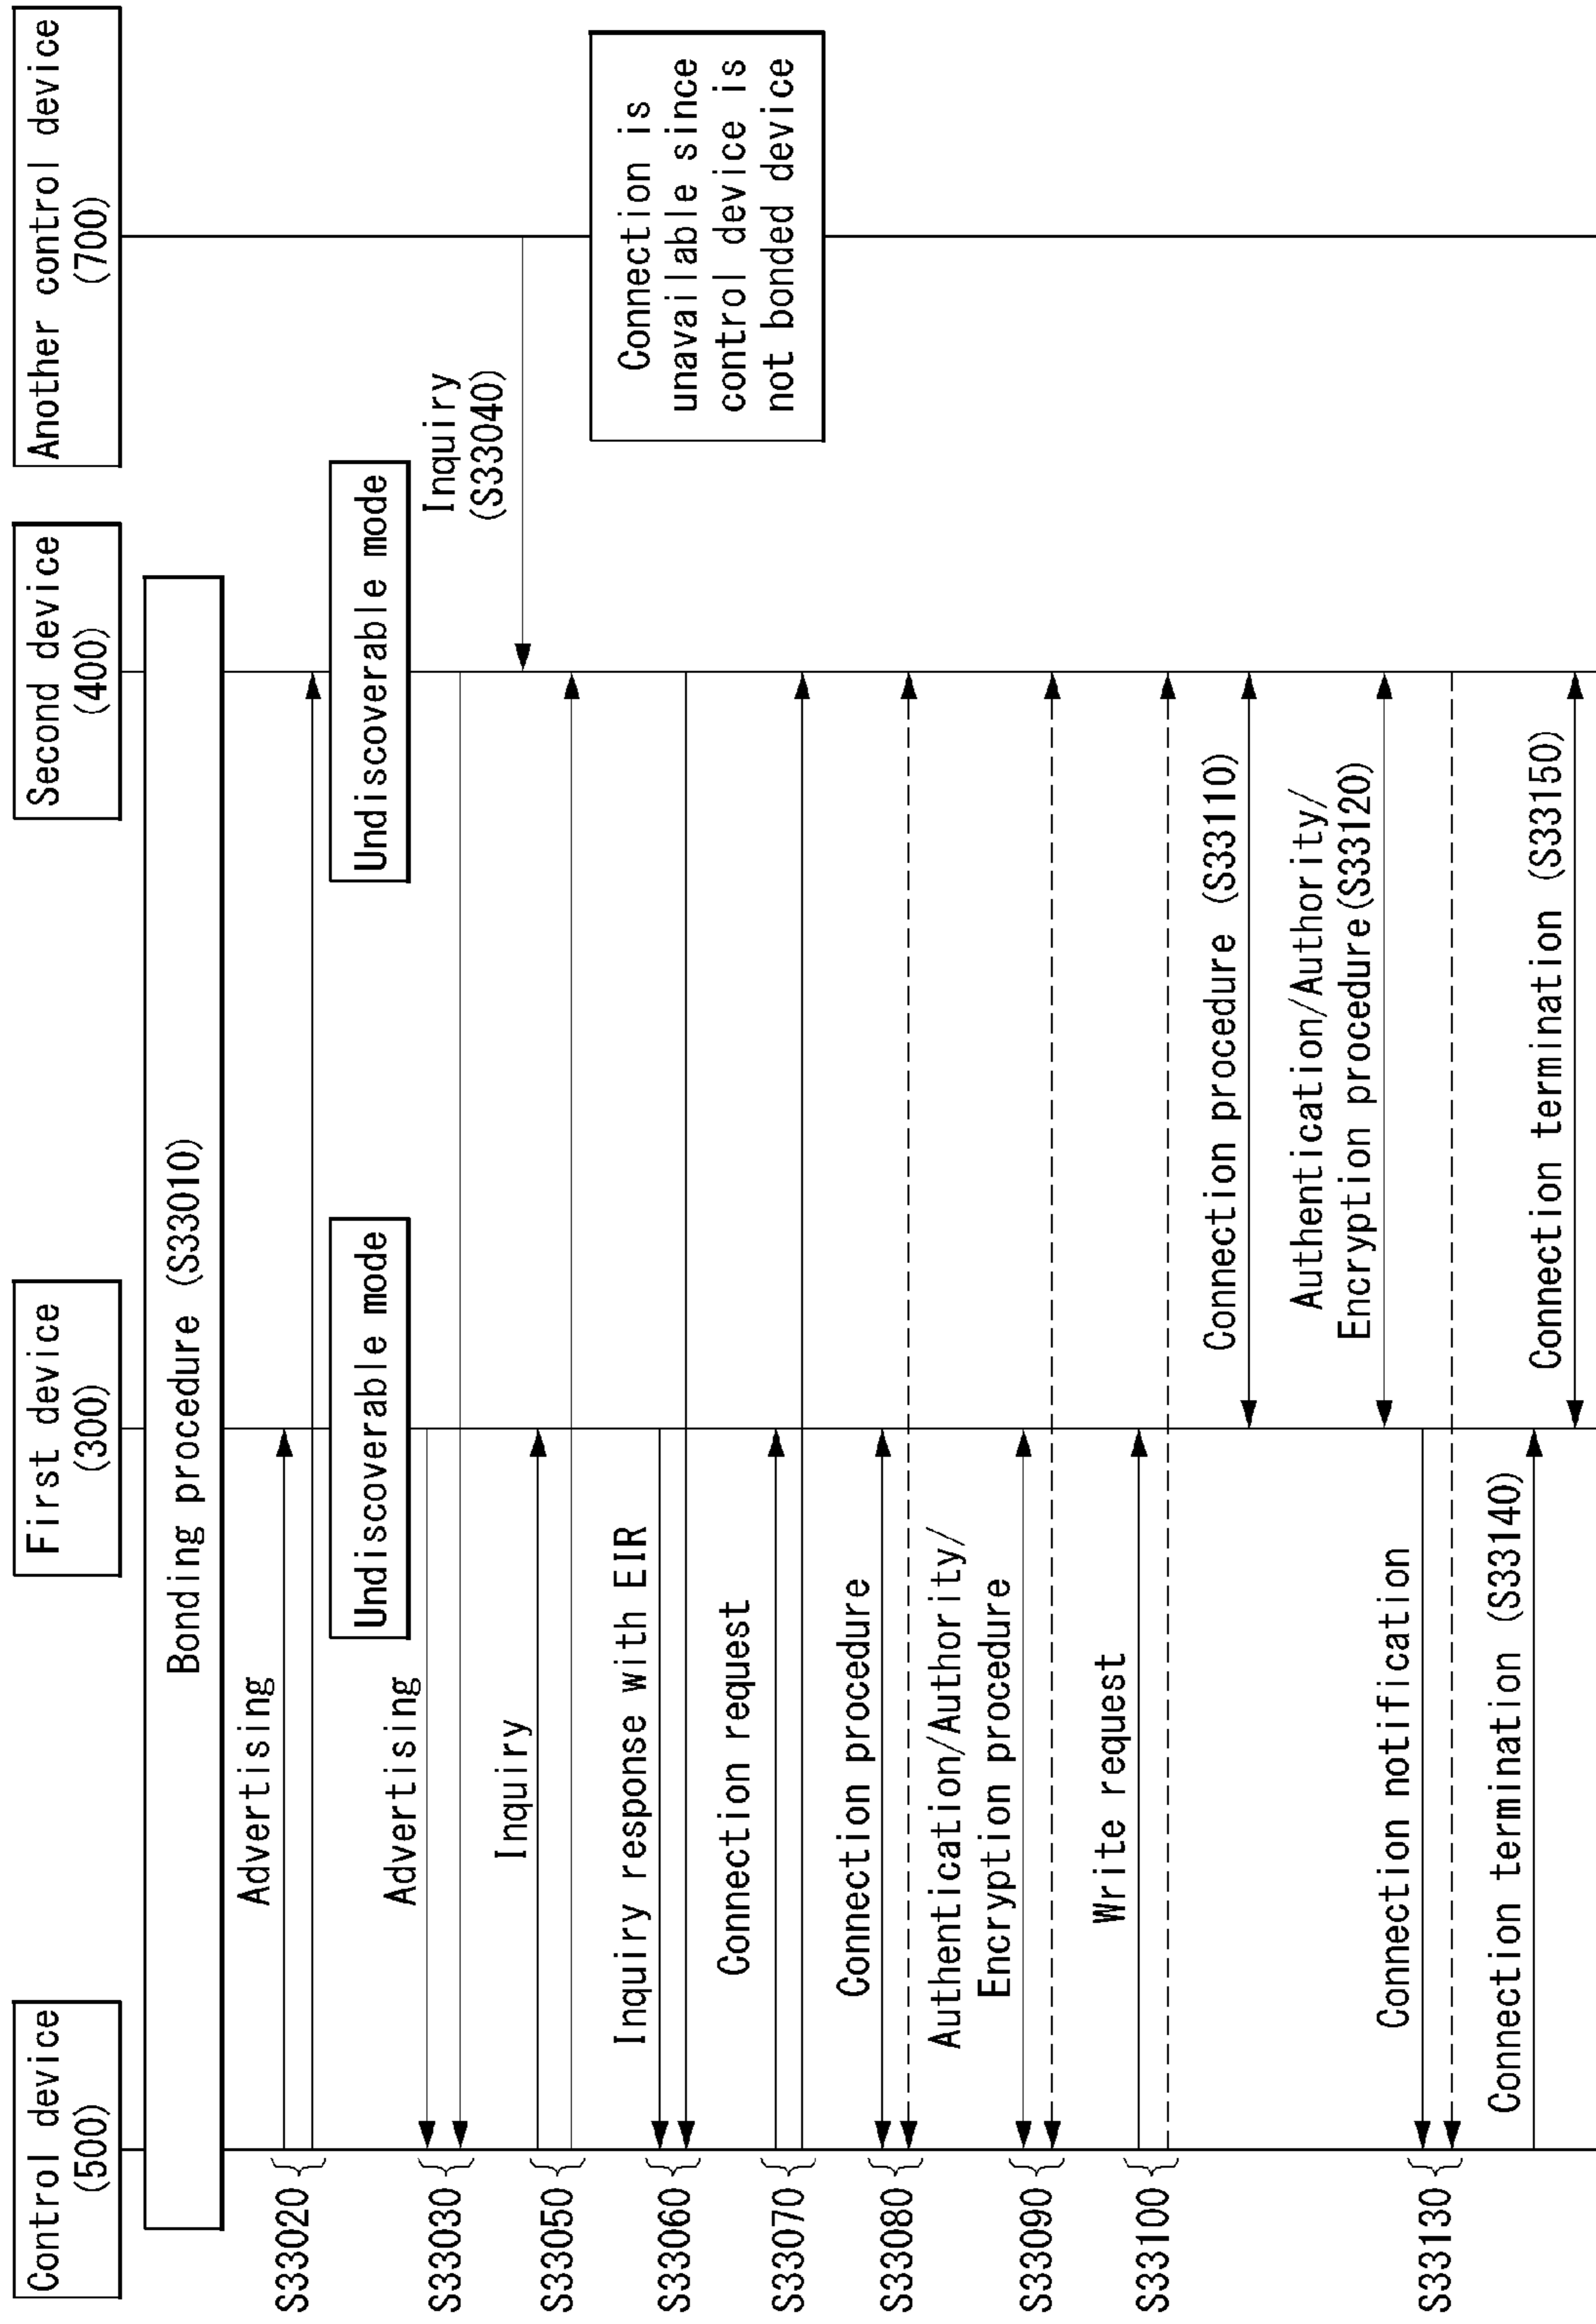 Control device
(500)
First device
(300)
Second device
(400)
Another control device
(700)
Bonding procedure (S33010)
S33020
Advertising
Undiscoverable mode
Undiscoverable mode
S33030
Advertising
Inquiry
(S33040)
S33050
Inquiry
Connection is
unavailable since
control device is
not bonded device
S33060
Inquiry response with EIR
S33070
Connection request
S33080
Connection procedure
S33090
Authentication/Authority/
Encryption procedure
S33100
Write request
Connection procedure (S33110)
Authentication/Authority/
Encryption procedure(S33120)
S33130
Connection notification
Connection termination (S33140)
Connection termination (S33150)